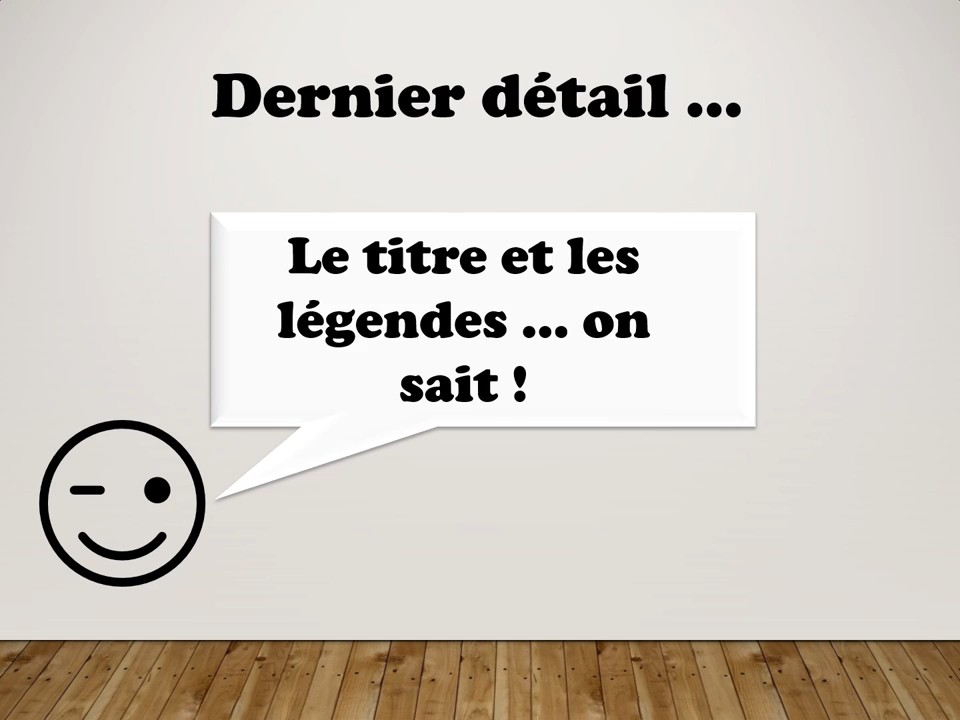 Dernier détail ...
Le titre et les
légendes ... on
sait !